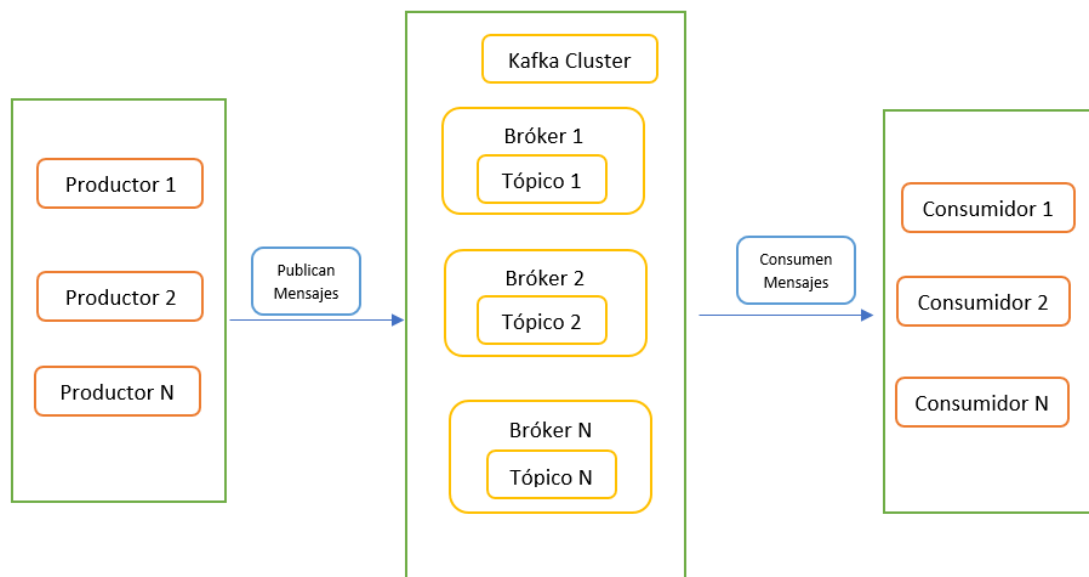 Productor 1
Productor 2
Productor N
Publican
Mensajes
Kafka Cluster
Bróker 1
Tópico 1
Bróker 2
Tópico 2
Bróker N
Tópico N
Consumen
Mensajes
Consumidor 1
Consumidor 2
Consumidor N